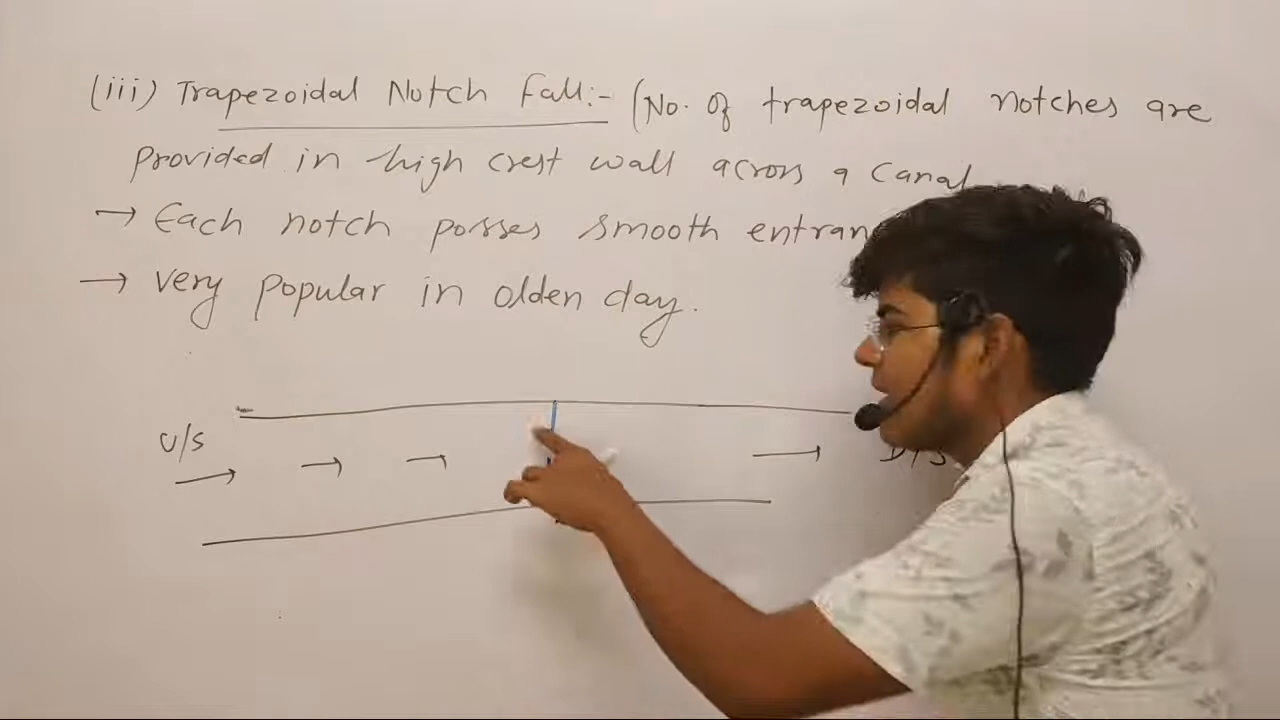 (iii) Trapezoidal Notch Fall:- (No. of trapezoidal notches are
provided in high crest wall across a Canal
→ Each notch posses smooth entran
→ Very popular in olden day.
U/S
D/S